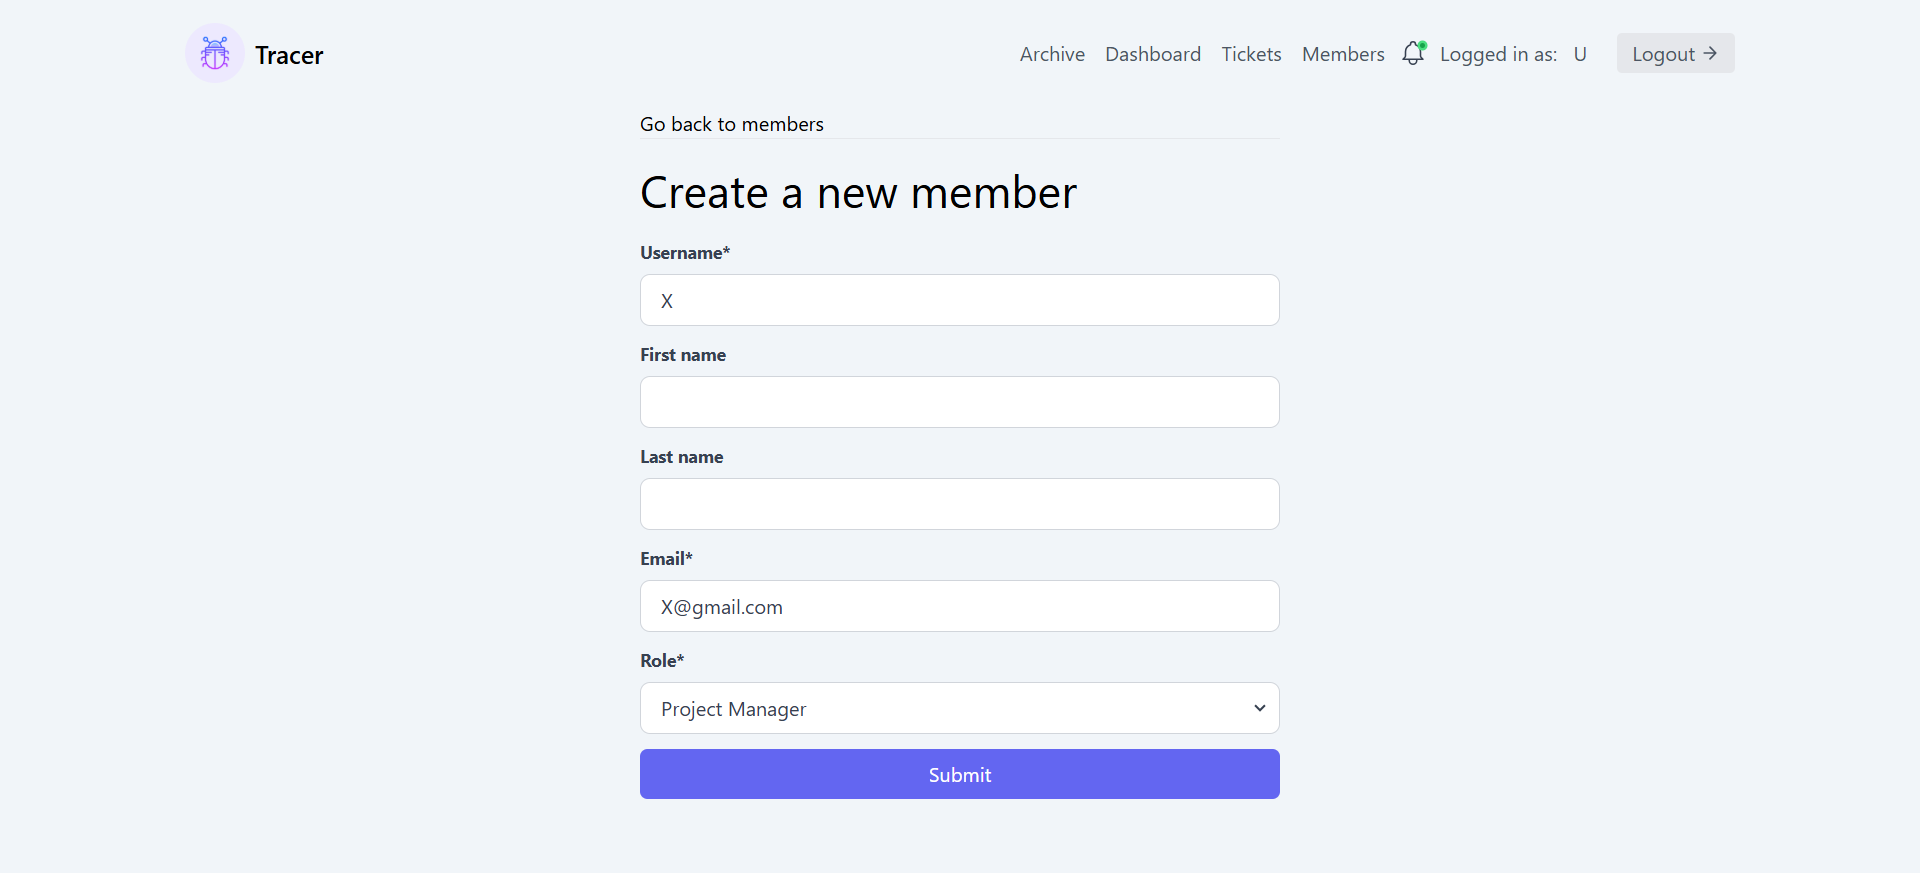 Tracer
Archive Dashboard Tickets Members Logged in as: U Logout →
Go back to members
Create a new member
Username*
X
First name
Last name
Email*
X@gmail.com
Role*
Project Manager
Submit